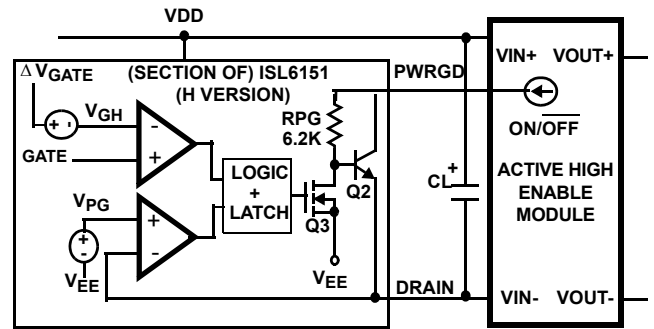 VDD
Δ VGATE
(SECTION OF) ISL6151
(H VERSION)
PWRGD
VIN+ VOUT+
VGH
RPG
6.2K
ON/OFF
GATE
-
+
LOGIC
+
LATCH
Q2
CL
+
ACTIVE HIGH
ENABLE
MODULE
VPG
Q3
+
-
VEE
VEE
DRAIN
VIN- VOUT-